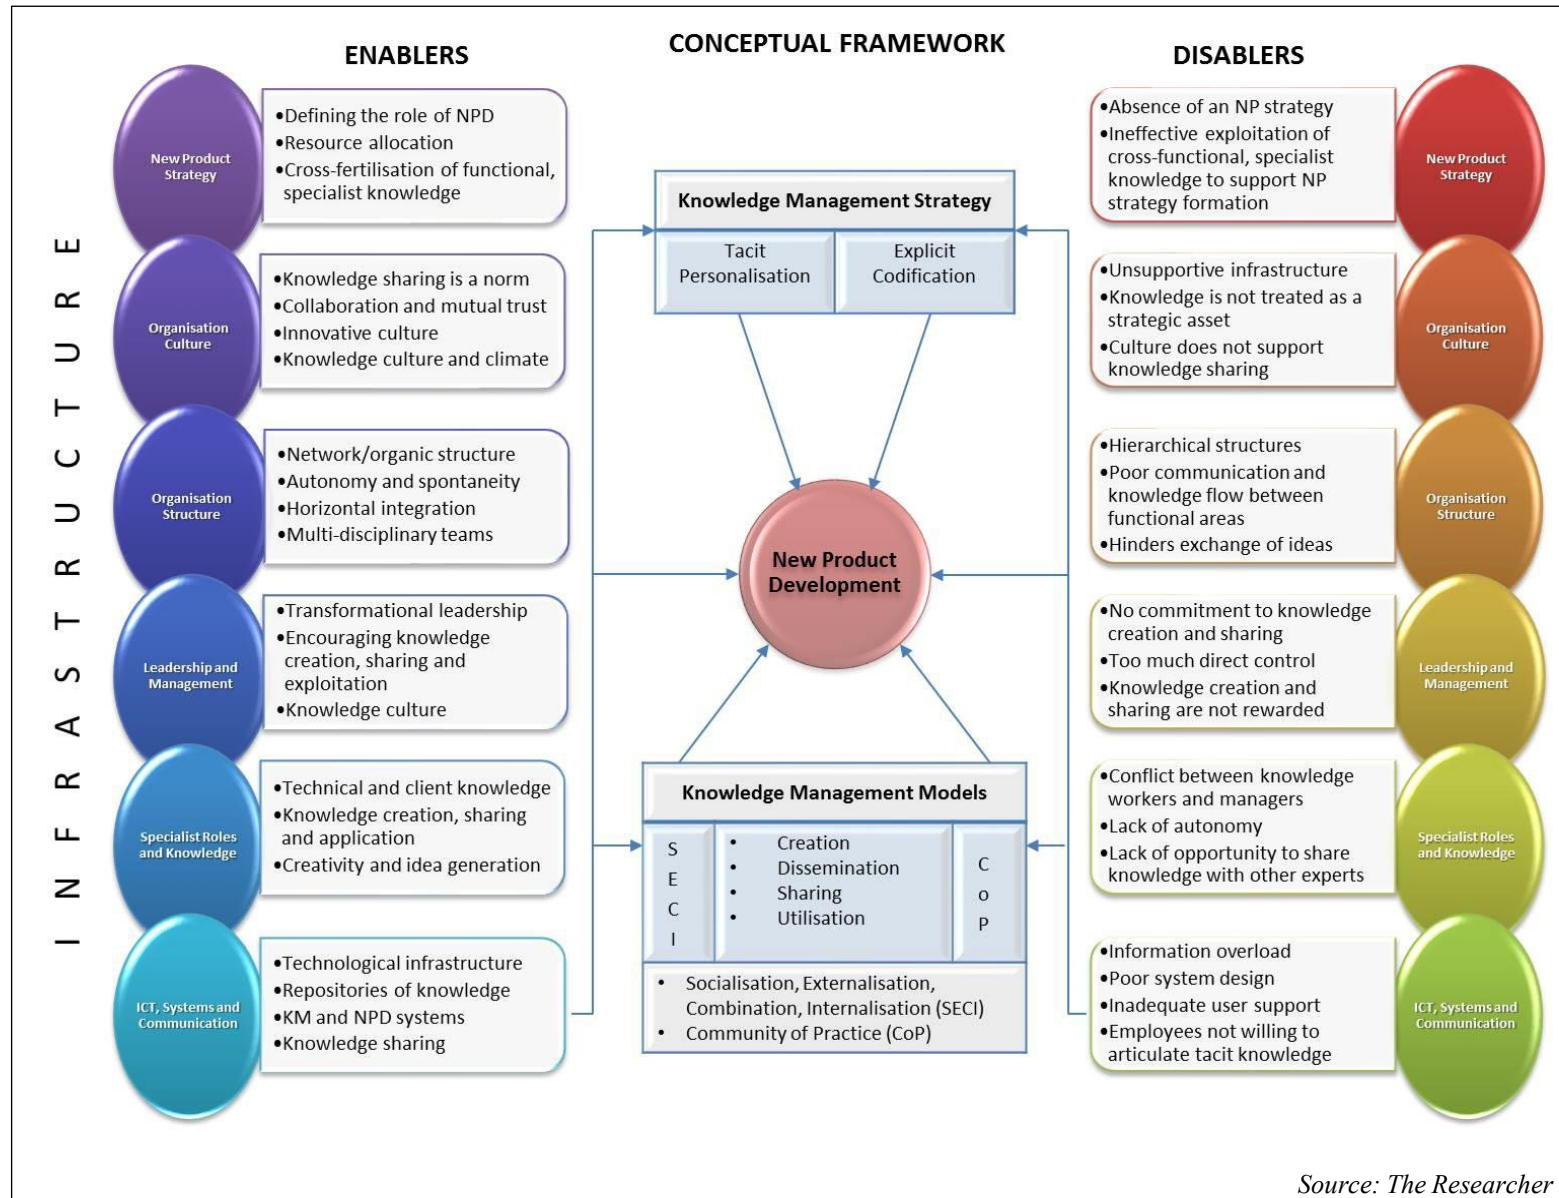 CONCEPTUAL FRAMEWORK
ENABLERS
DISABLERS
INFRASTRUCTURE
New Product
Strategy
•Defining the role of NPD
•Resource allocation
•Cross-fertilisation of functional,
specialist knowledge
Organisation
Culture
•Knowledge sharing is a norm
•Collaboration and mutual trust
•Innovative culture
•Knowledge culture and climate
Organisation
Structure
•Network/organic structure
•Autonomy and spontaneity
•Horizontal integration
•Multi-disciplinary teams
Leadership and
Management
•Transformational leadership
•Encouraging knowledge
creation, sharing and
exploitation
•Knowledge culture
Specialist Roles
and Knowledge
•Technical and client knowledge
•Knowledge creation, sharing
and application
•Creativity and idea generation
ICT, Systems and
Communication
•Technological infrastructure
•Repositories of knowledge
•KM and NPD systems
•Knowledge sharing
Knowledge Management Strategy
Tacit
Personalisation
Explicit
Codification
New Product
Development
Knowledge Management Models
SECI
• Creation
• Dissemination
• Sharing
• Utilisation
CoP
• Socialisation, Externalisation,
Combination, Internalisation (SECI)
• Community of Practice (CoP)
•Absence of an NP strategy
•Ineffective exploitation of
cross-functional, specialist
knowledge to support NP
strategy formation
New Product
Strategy
•Unsupportive infrastructure
•Knowledge is not treated as a
strategic asset
•Culture does not support
knowledge sharing
Organisation
Culture
•Hierarchical structures
•Poor communication and
knowledge flow between
functional areas
•Hinders exchange of ideas
Organisation
Structure
•No commitment to knowledge
creation and sharing
•Too much direct control
•Knowledge creation and
sharing are not rewarded
Leadership and
Management
•Conflict between knowledge
workers and managers
•Lack of autonomy
•Lack of opportunity to share
knowledge with other experts
Specialist Roles
and Knowledge
•Information overload
•Poor system design
•Inadequate user support
•Employees not willing to
articulate tacit knowledge
ICT, Systems and
Communication
Source: The Researcher